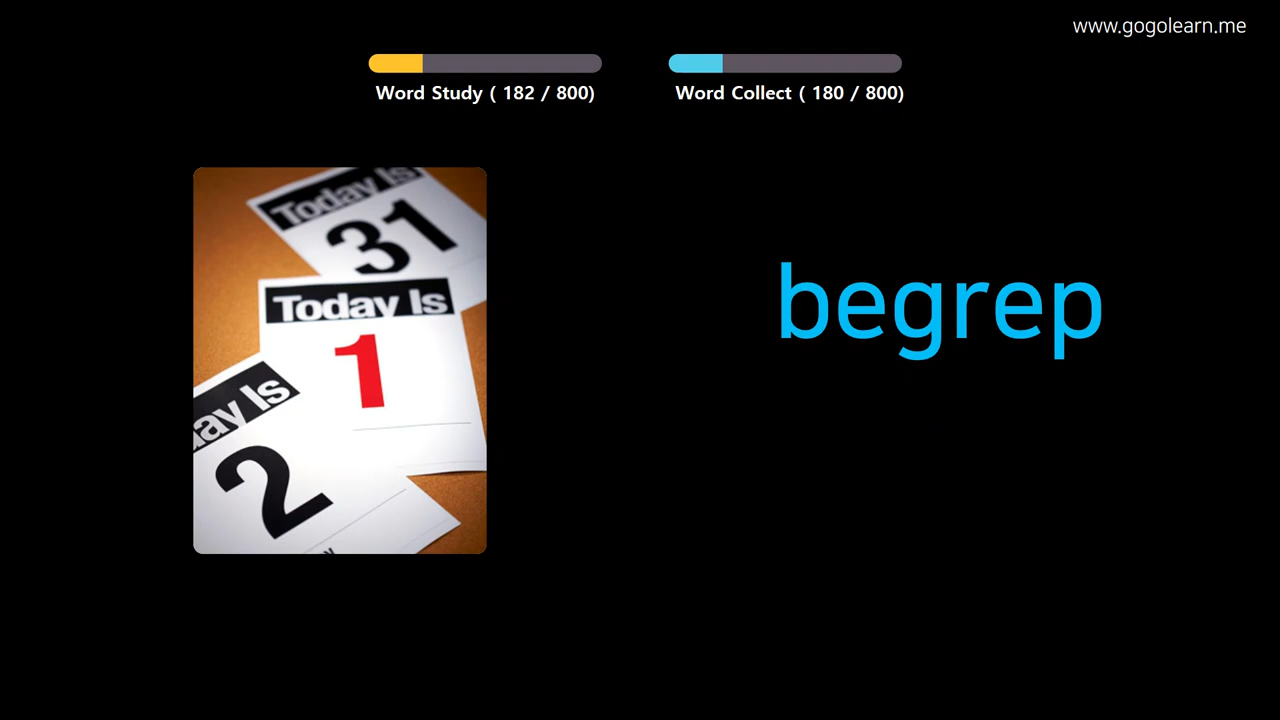 www.gogolearn.me
Word Study ( 182 / 800)
Word Collect ( 180 / 800)
Today Is
31
Today Is
1
day Is
2
begrep